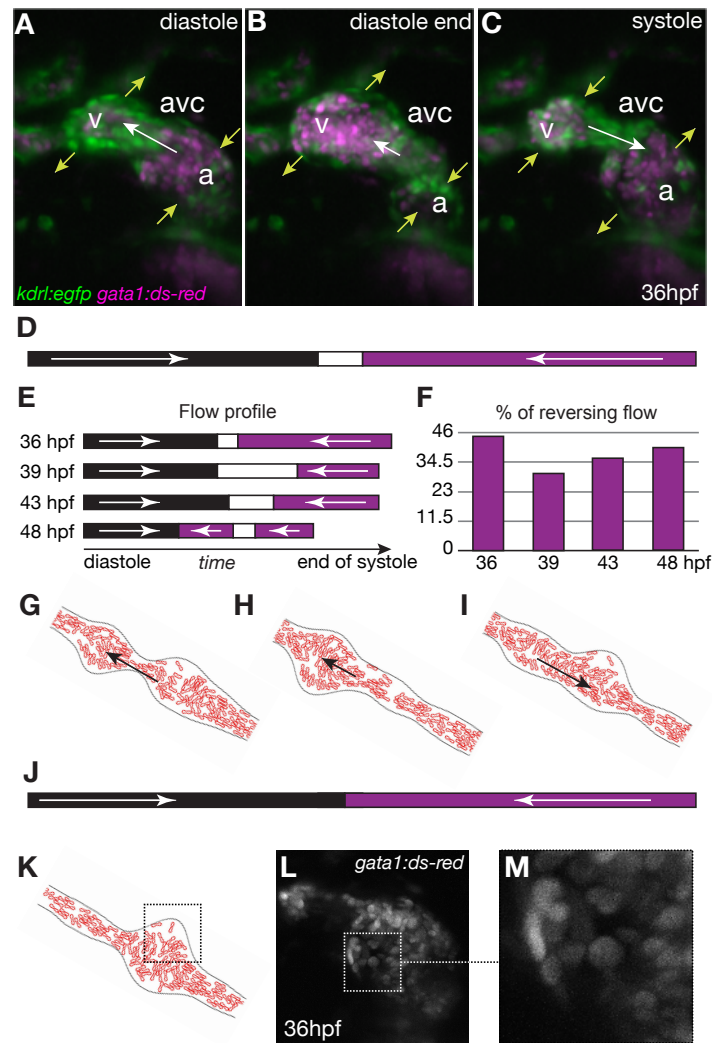 A diastole
B diastole end
C systole
v avc a
v avc a
v avc a
kdrl:egfp gata1:ds-red
36hpf
D
E Flow profile
36 hpf
39 hpf
43 hpf
48 hpf
diastole time end of systole
F % of reversing flow
46
34.5
23
11.5
0
36 39 43 48 hpf
G
H
I
J
K
L gata1:ds-red
36hpf
M